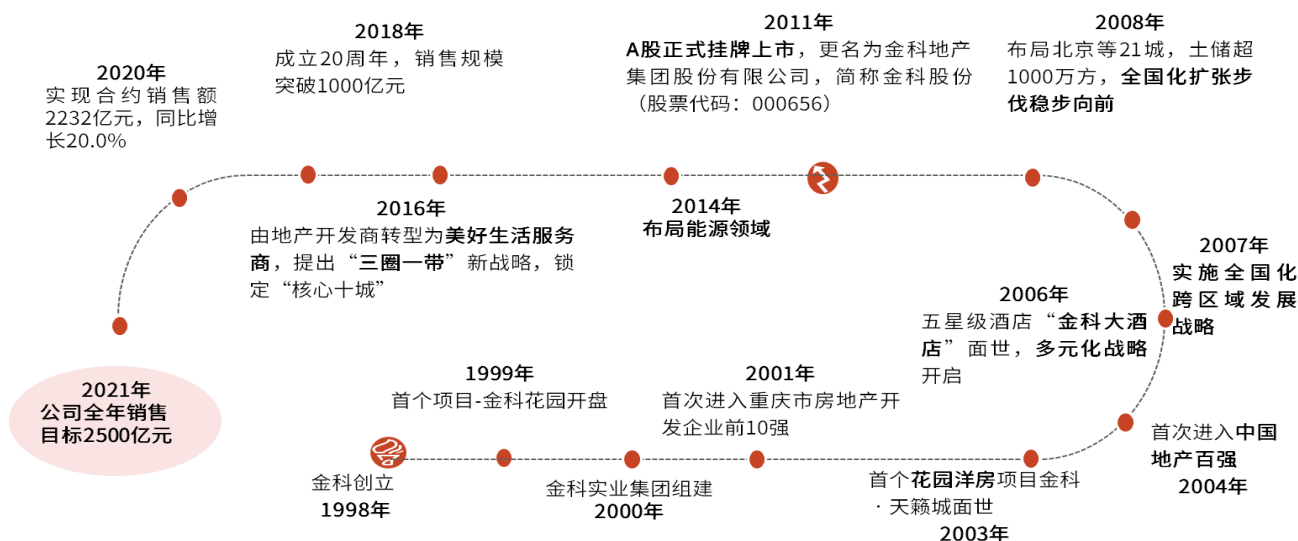 2020年
实现合约销售额
2232亿元，同比增
长20.0%
2018年
成立20周年，销售规模
突破1000亿元
2011年
A股正式挂牌上市，更名为金科地产
集团股份有限公司，简称金科股份
（股票代码：000656）
2008年
布局北京等21城，土储超
1000万方，全国化扩张步
伐稳步向前
2016年
由地产开发商转型为美好生活服务
商，提出“三圈一带”新战略，锁
定“核心十城”
2014年
布局能源领域
2007年
实施全国化
跨区域发展
战略
2006年
五星级酒店“金科大酒
店”面世，多元化战略
开启
2021年
公司全年销售
目标2500亿元
1999年
首个项目-金科花园开盘
2001年
首次进入重庆市房地产开
发企业前10强
金科创立
1998年
金科实业集团组建
2000年
首个花园洋房项目金科
·天籁城面世
2003年
首次进入中国
地产百强
2004年